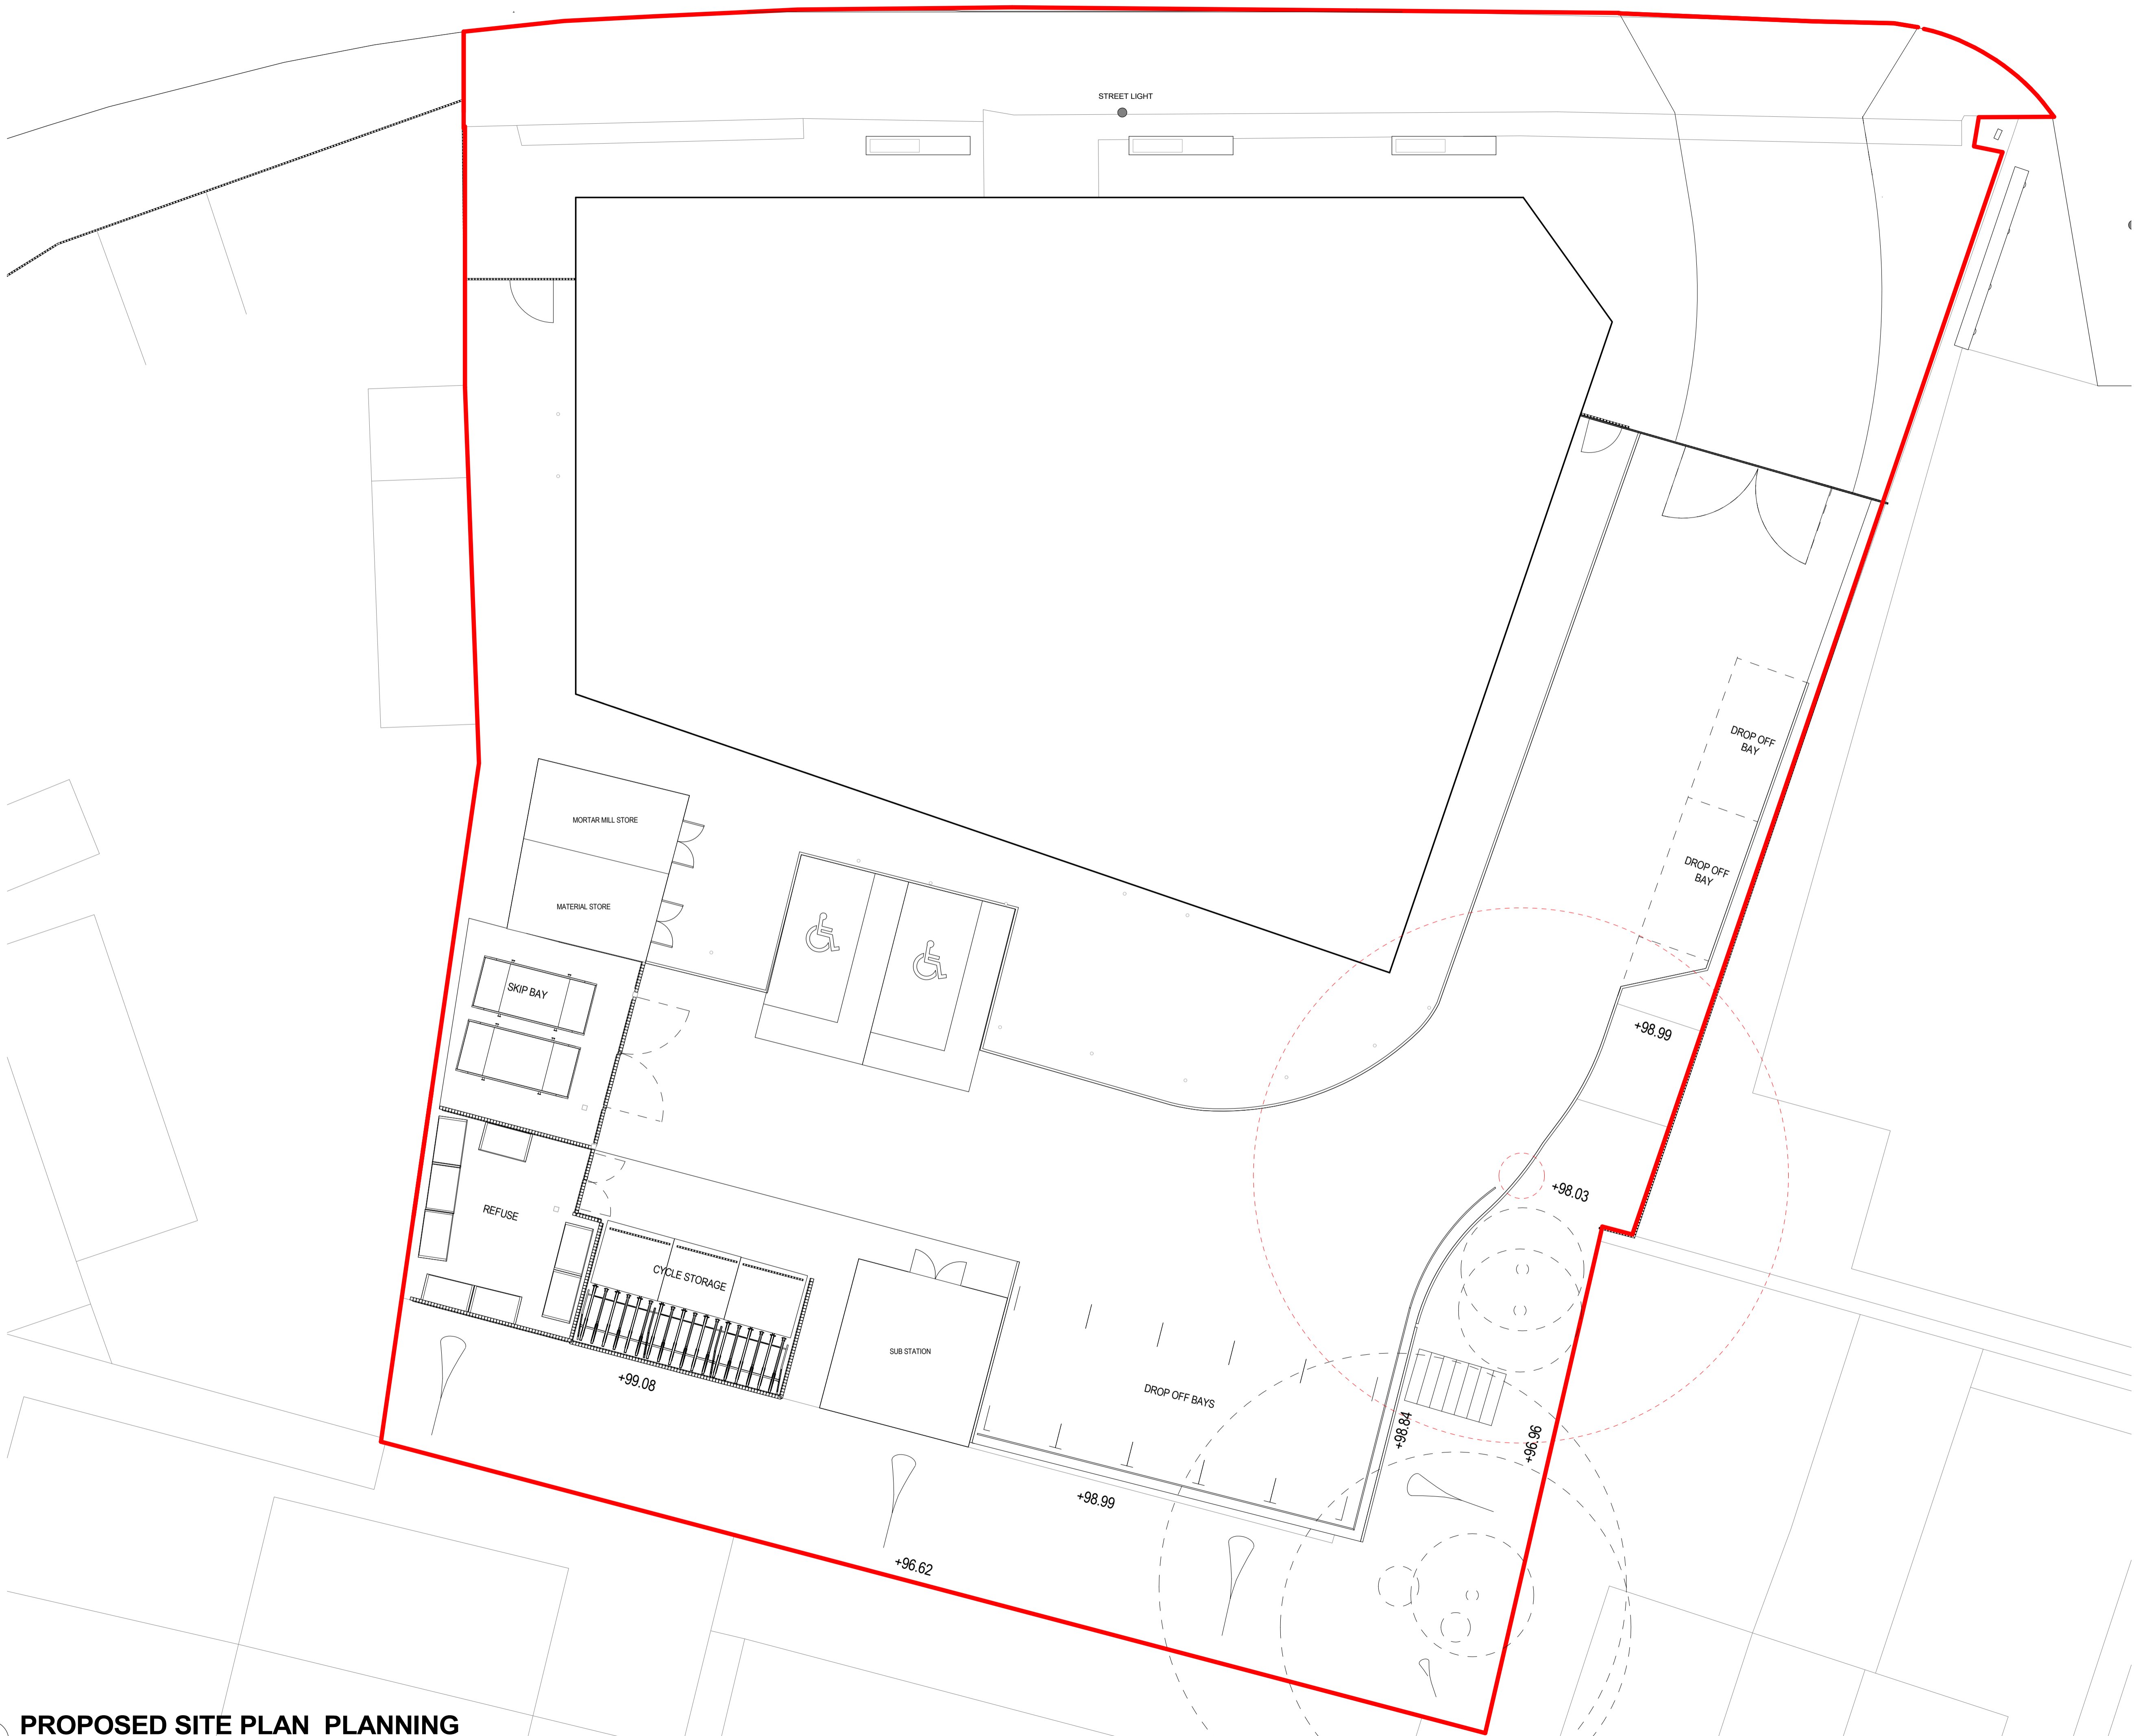 STREET LIGHT
DROP OFF
BAY
MORTAR MILL STORE
DROP OFF
BAY
MATERIAL STORE
SKIP BAY
+98.99
+98.03
REFUSE
CYCLE STORAGE
SUB STATION
+99.08
DROP OFF BAYS
+98.84
+96.96
+98.99
+96.62
PROPOSED SITE PLAN PLANNING